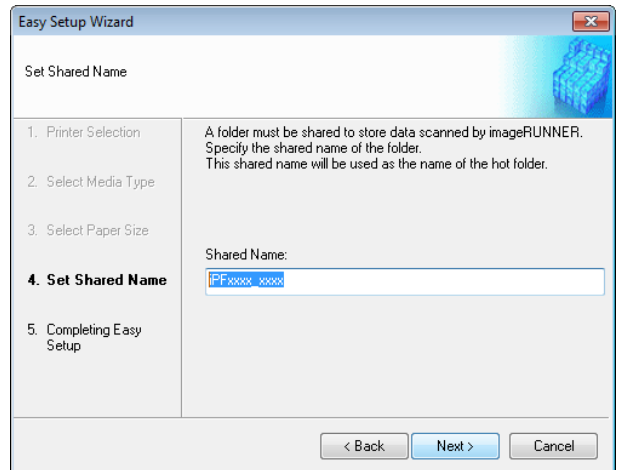 Easy Setup Wizard
Set Shared Name
1. Printer Selection
2. Select Media Type
3. Select Paper Size
4. Set Shared Name
5. Completing Easy
Setup
A folder must be shared to store data scanned by imageRUNNER.
Specify the shared name of the folder.
This shared name will be used as the name of the hot folder.
Shared Name:
iPFxxxx_xxxx
< Back
Next >
Cancel